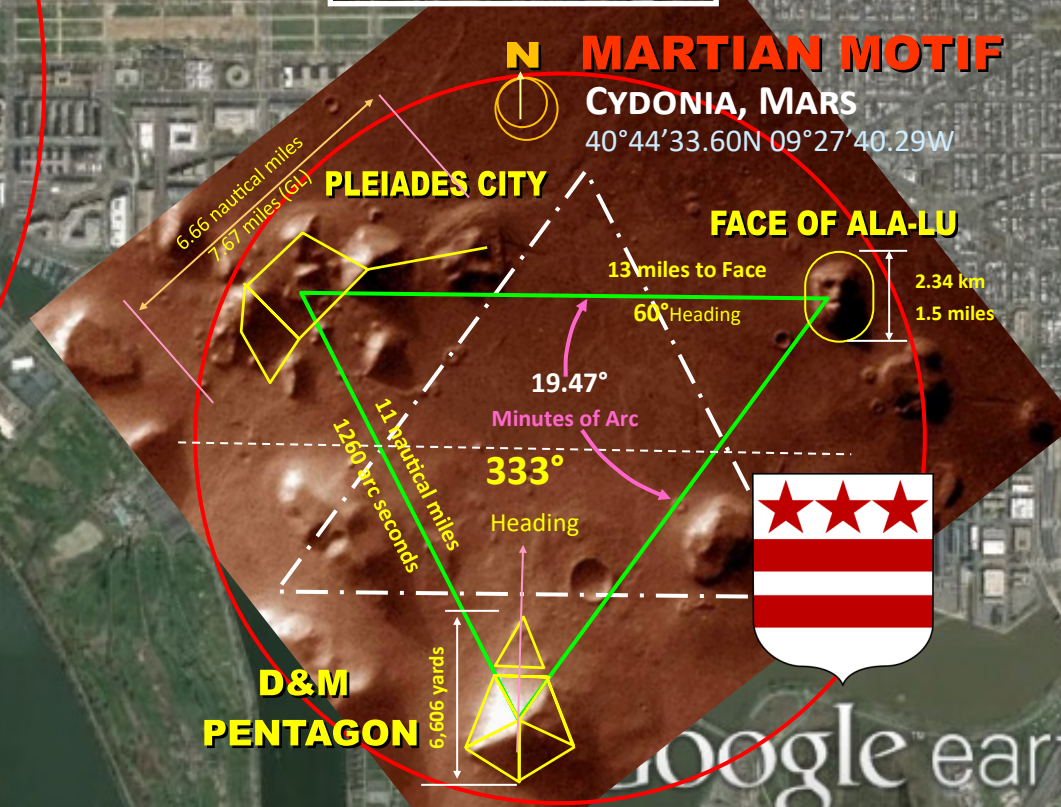 N
MARTIAN MOTIF
CYDONIA, MARS
40°44’33.60N 09°27’40.29W
6.66 nautical miles
7.67 miles (GL)
PLEIADES CITY
FACE OF ALA-LU
13 miles to Face
60°Heading
2.34 km
1.5 miles
19.47°
Minutes of Arc
11 nautical miles
1260 arc seconds
333°
Heading
D&M
PENTAGON
6,606 yards
oogle ear